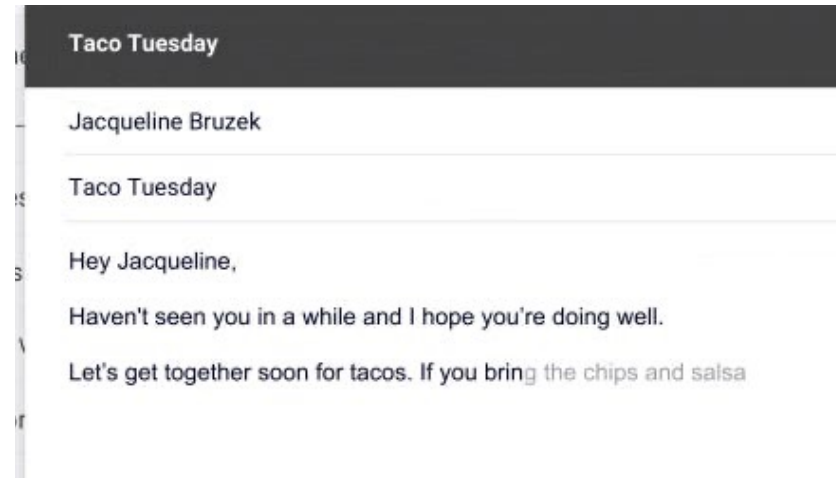 Taco Tuesday
Jacqueline Bruzek
Taco Tuesday
Hey Jacqueline,
Haven't seen you in a while and I hope you're doing well.
Let's get together soon for tacos. If you bring the chips and salsa